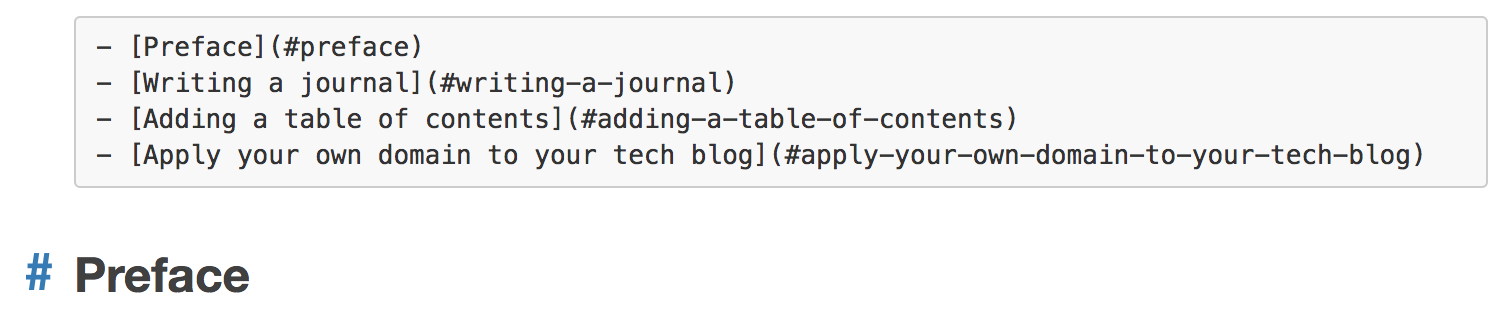 - [Preface](#preface)
- [Writing a journal](#writing-a-journal)
- [Adding a table of contents](#adding-a-table-of-contents)
- [Apply your own domain to your tech blog](#apply-your-own-domain-to-your-tech-blog)
# Preface